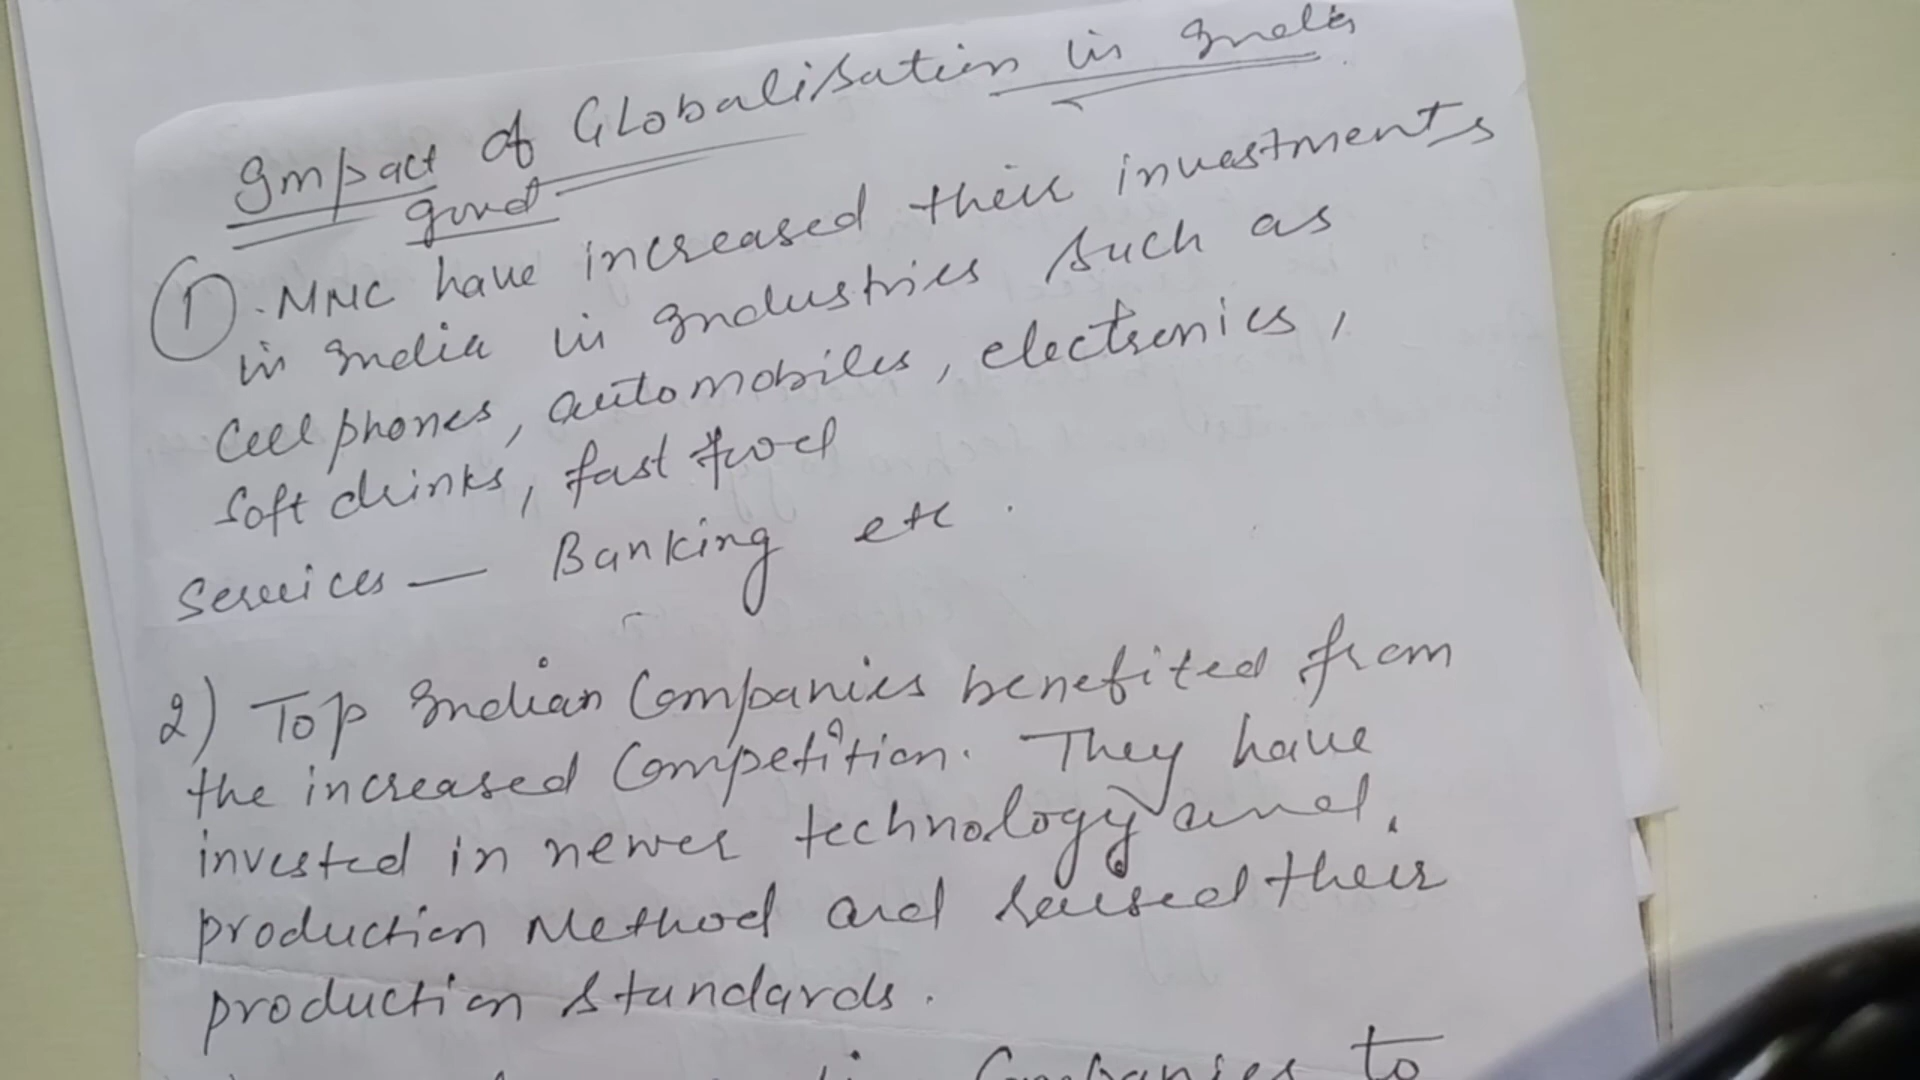 Impact of Globalisation in India
good
1. MNC have increased their investments
in India in Industries such as
Cell phones, automobiles, electronics,
Soft drinks, fast food
Services — Banking etc.
2) Top Indian Companies benefited from
the increased Competition. They have
invested in newer technology and
production Method and raised their
production standards.
Companies to